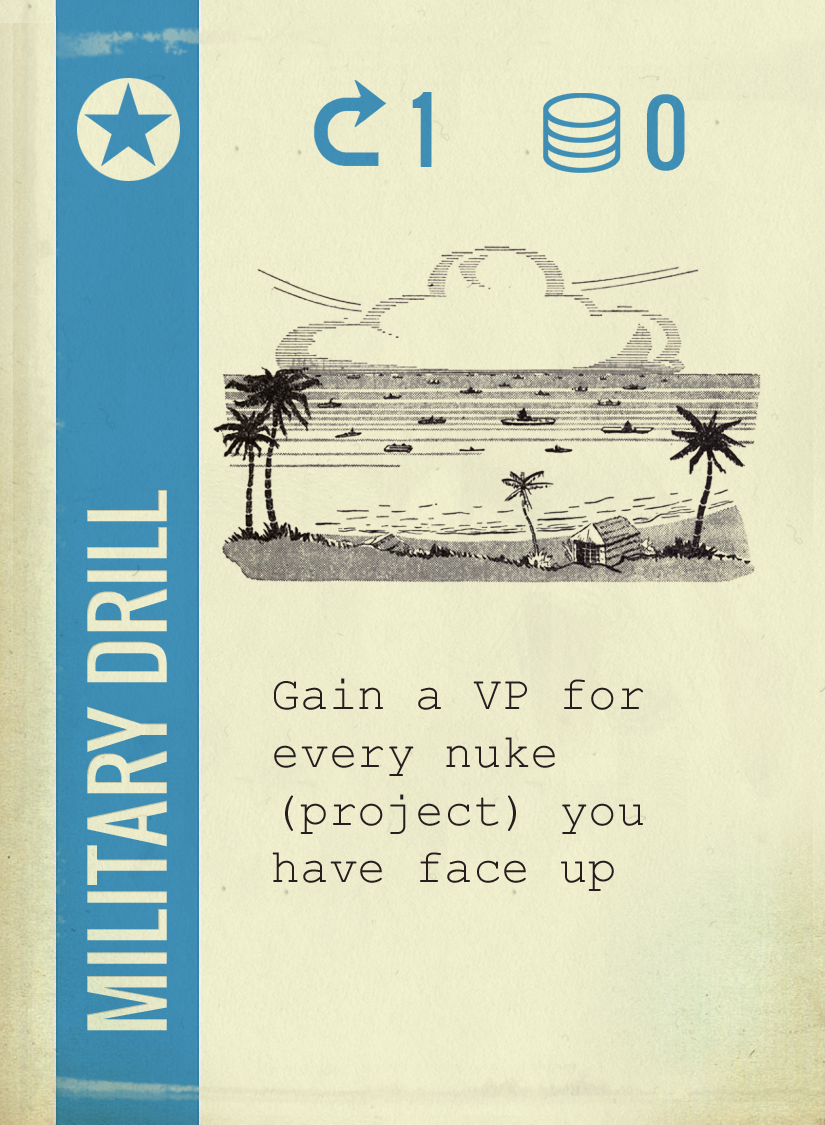 1 0
MILITARY DRILL
Gain a VP for
every nuke
(project) you
have face up